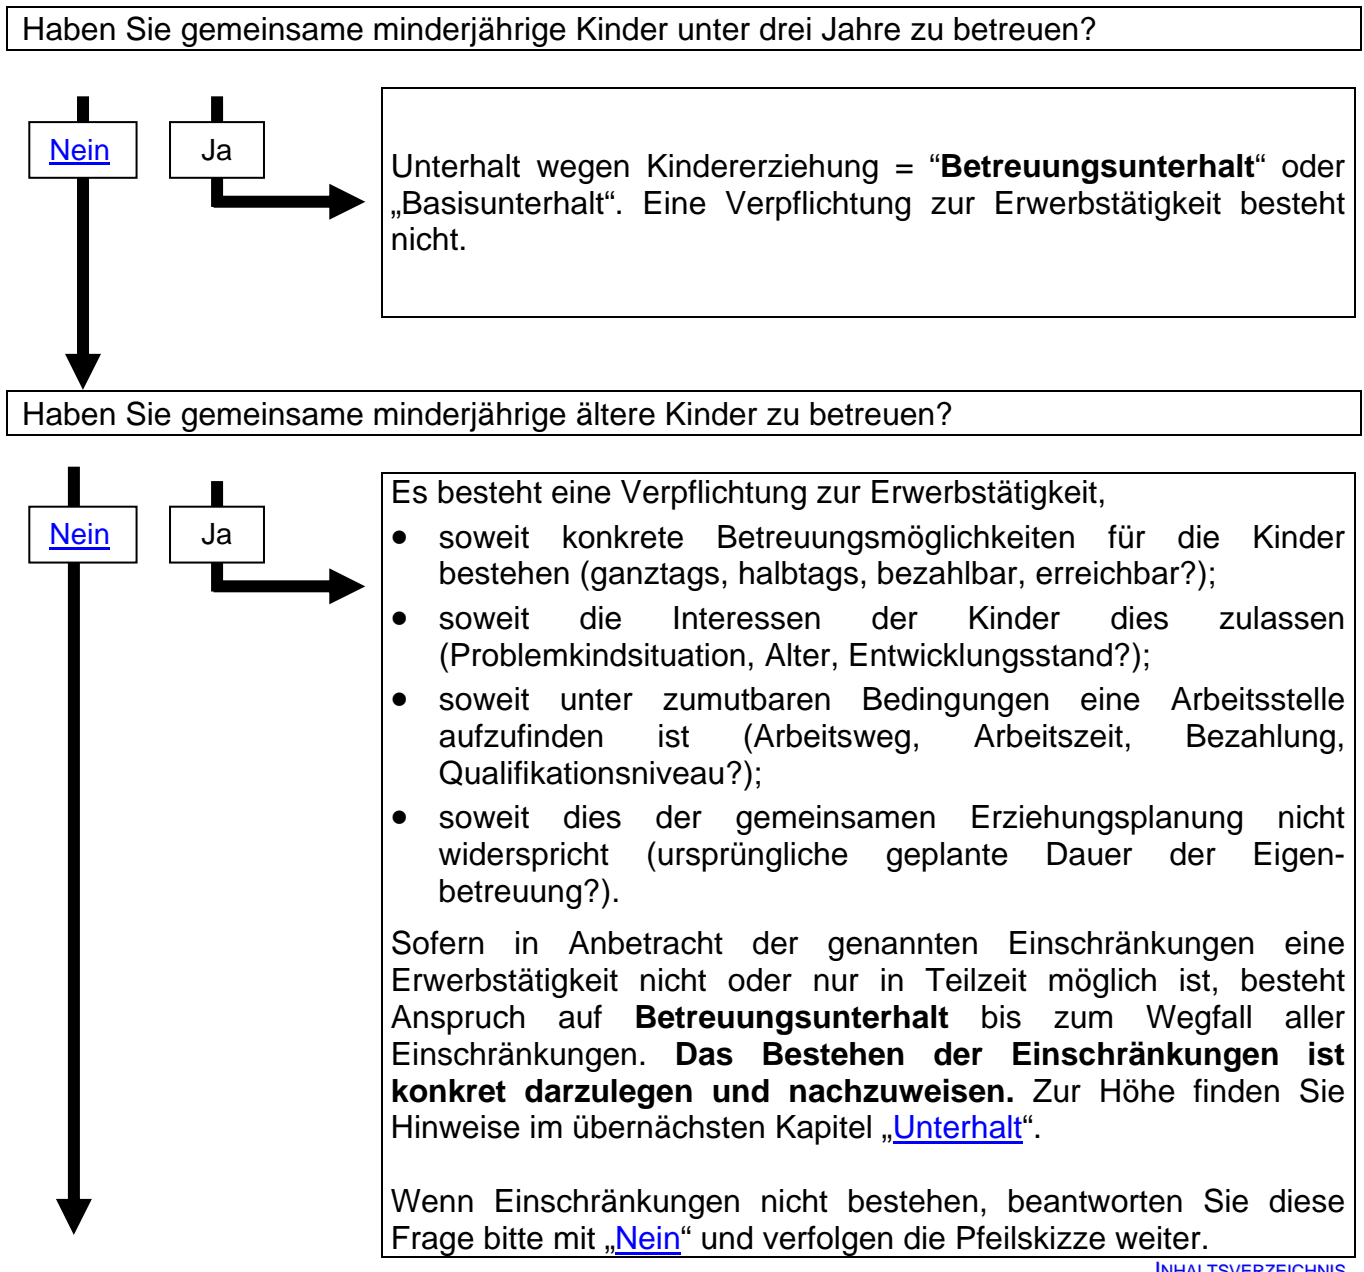 Haben Sie gemeinsame minderjährige Kinder unter drei Jahre zu betreuen?
Nein
Ja
Unterhalt wegen Kindererziehung = “Betreuungsunterhalt“ oder
„Basisunterhalt“. Eine Verpflichtung zur Erwerbstätigkeit besteht
nicht.
Haben Sie gemeinsame minderjährige ältere Kinder zu betreuen?
Nein
Ja
Es besteht eine Verpflichtung zur Erwerbstätigkeit,
• soweit konkrete Betreuungsmöglichkeiten für die Kinder
bestehen (ganztags, halbtags, bezahlbar, erreichbar?);
• soweit die Interessen der Kinder dies zulassen
(Problemkindsituation, Alter, Entwicklungsstand?);
• soweit unter zumutbaren Bedingungen eine Arbeitsstelle
aufzufinden ist (Arbeitsweg, Arbeitszeit, Bezahlung,
Qualifikationsniveau?);
• soweit dies der gemeinsamen Erziehungsplanung nicht
widerspricht (ursprüngliche geplante Dauer der Eigen-
betreuung?).
Sofern in Anbetracht der genannten Einschränkungen eine
Erwerbstätigkeit nicht oder nur in Teilzeit möglich ist, besteht
Anspruch auf Betreuungsunterhalt bis zum Wegfall aller
Einschränkungen. Das Bestehen der Einschränkungen ist
konkret darzulegen und nachzuweisen. Zur Höhe finden Sie
Hinweise im übernächsten Kapitel „Unterhalt“.
Wenn Einschränkungen nicht bestehen, beantworten Sie diese
Frage bitte mit „Nein“ und verfolgen die Pfeilskizze weiter.
INHALTSVERZEICHNIS